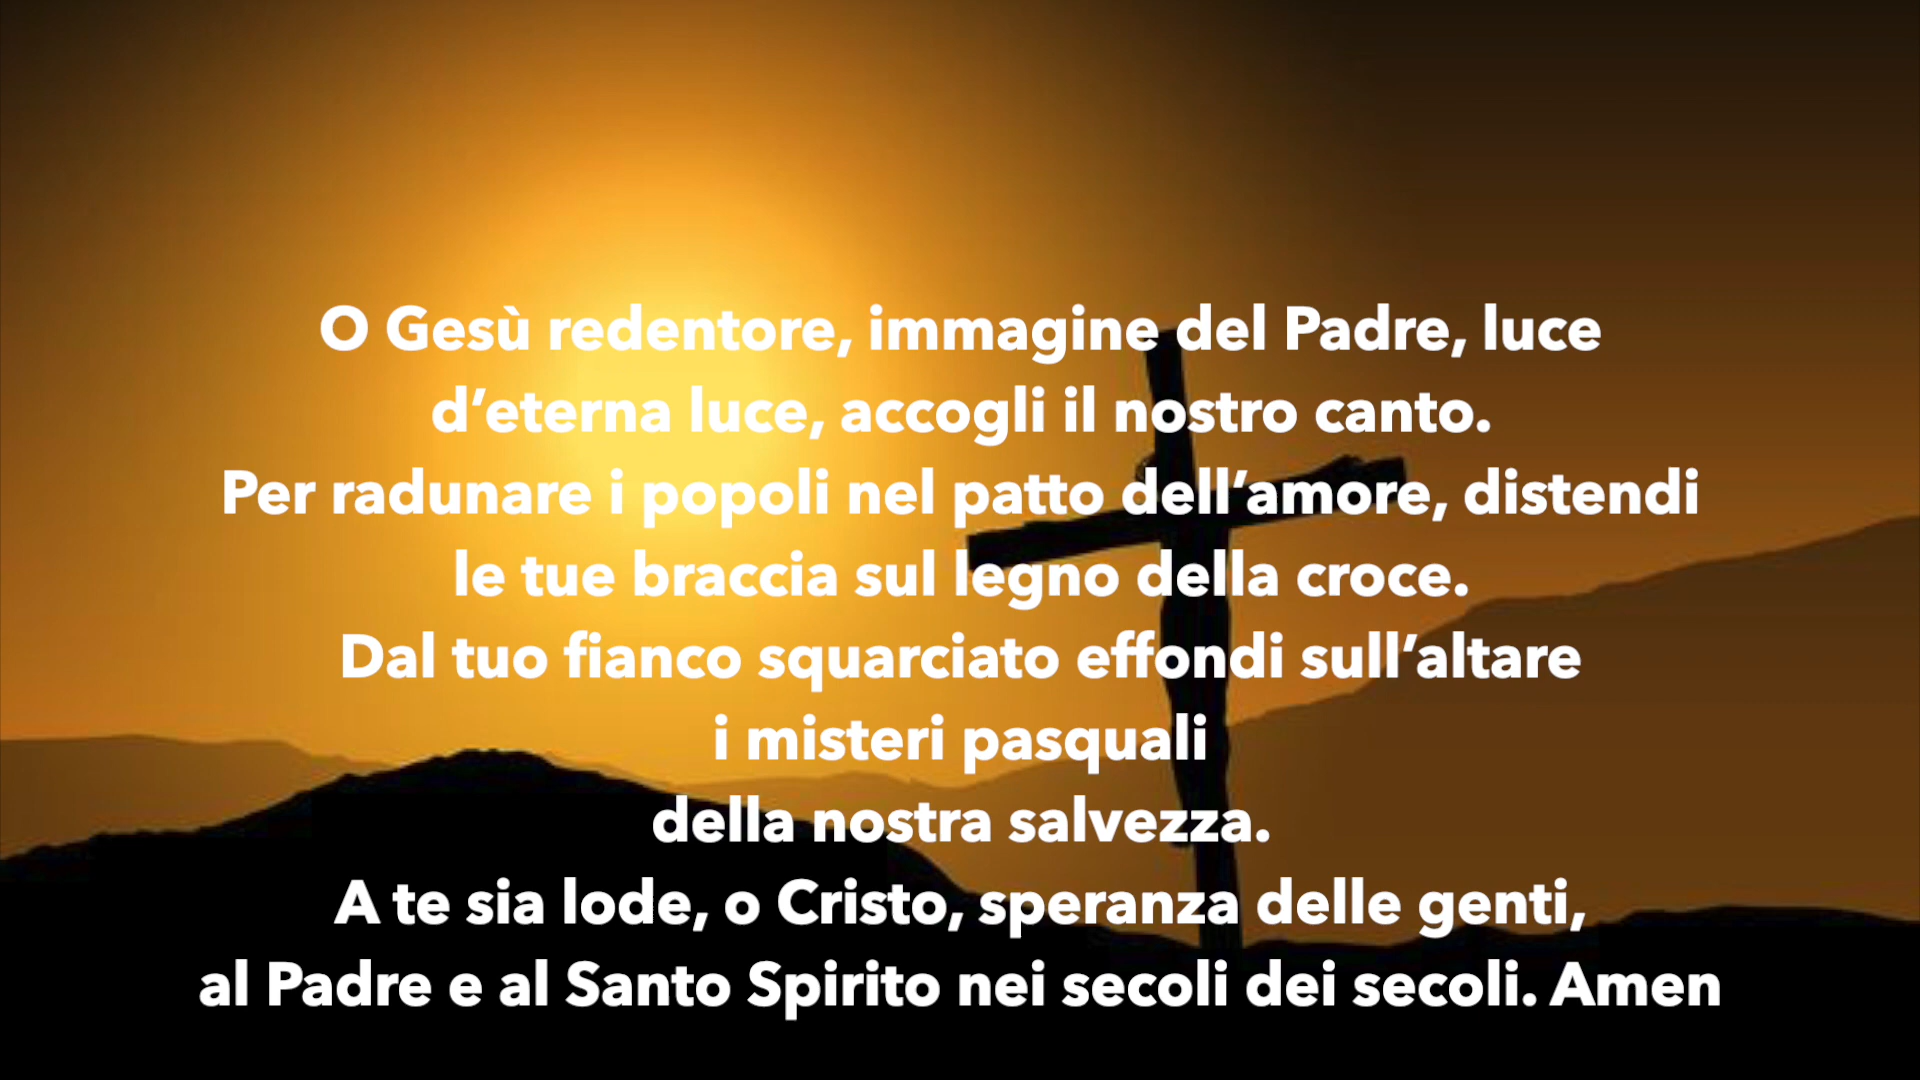 O Gesù redentore, immagine del Padre, luce
d’eterna luce, accogli il nostro canto.
Per radunare i popoli nel patto dell’amore, distendi
le tue braccia sul legno della croce.
Dal tuo fianco squarciato effondi sull’altare
i misteri pasquali
della nostra salvezza.
A te sia lode, o Cristo, speranza delle genti,
al Padre e al Santo Spirito nei secoli dei secoli. Amen